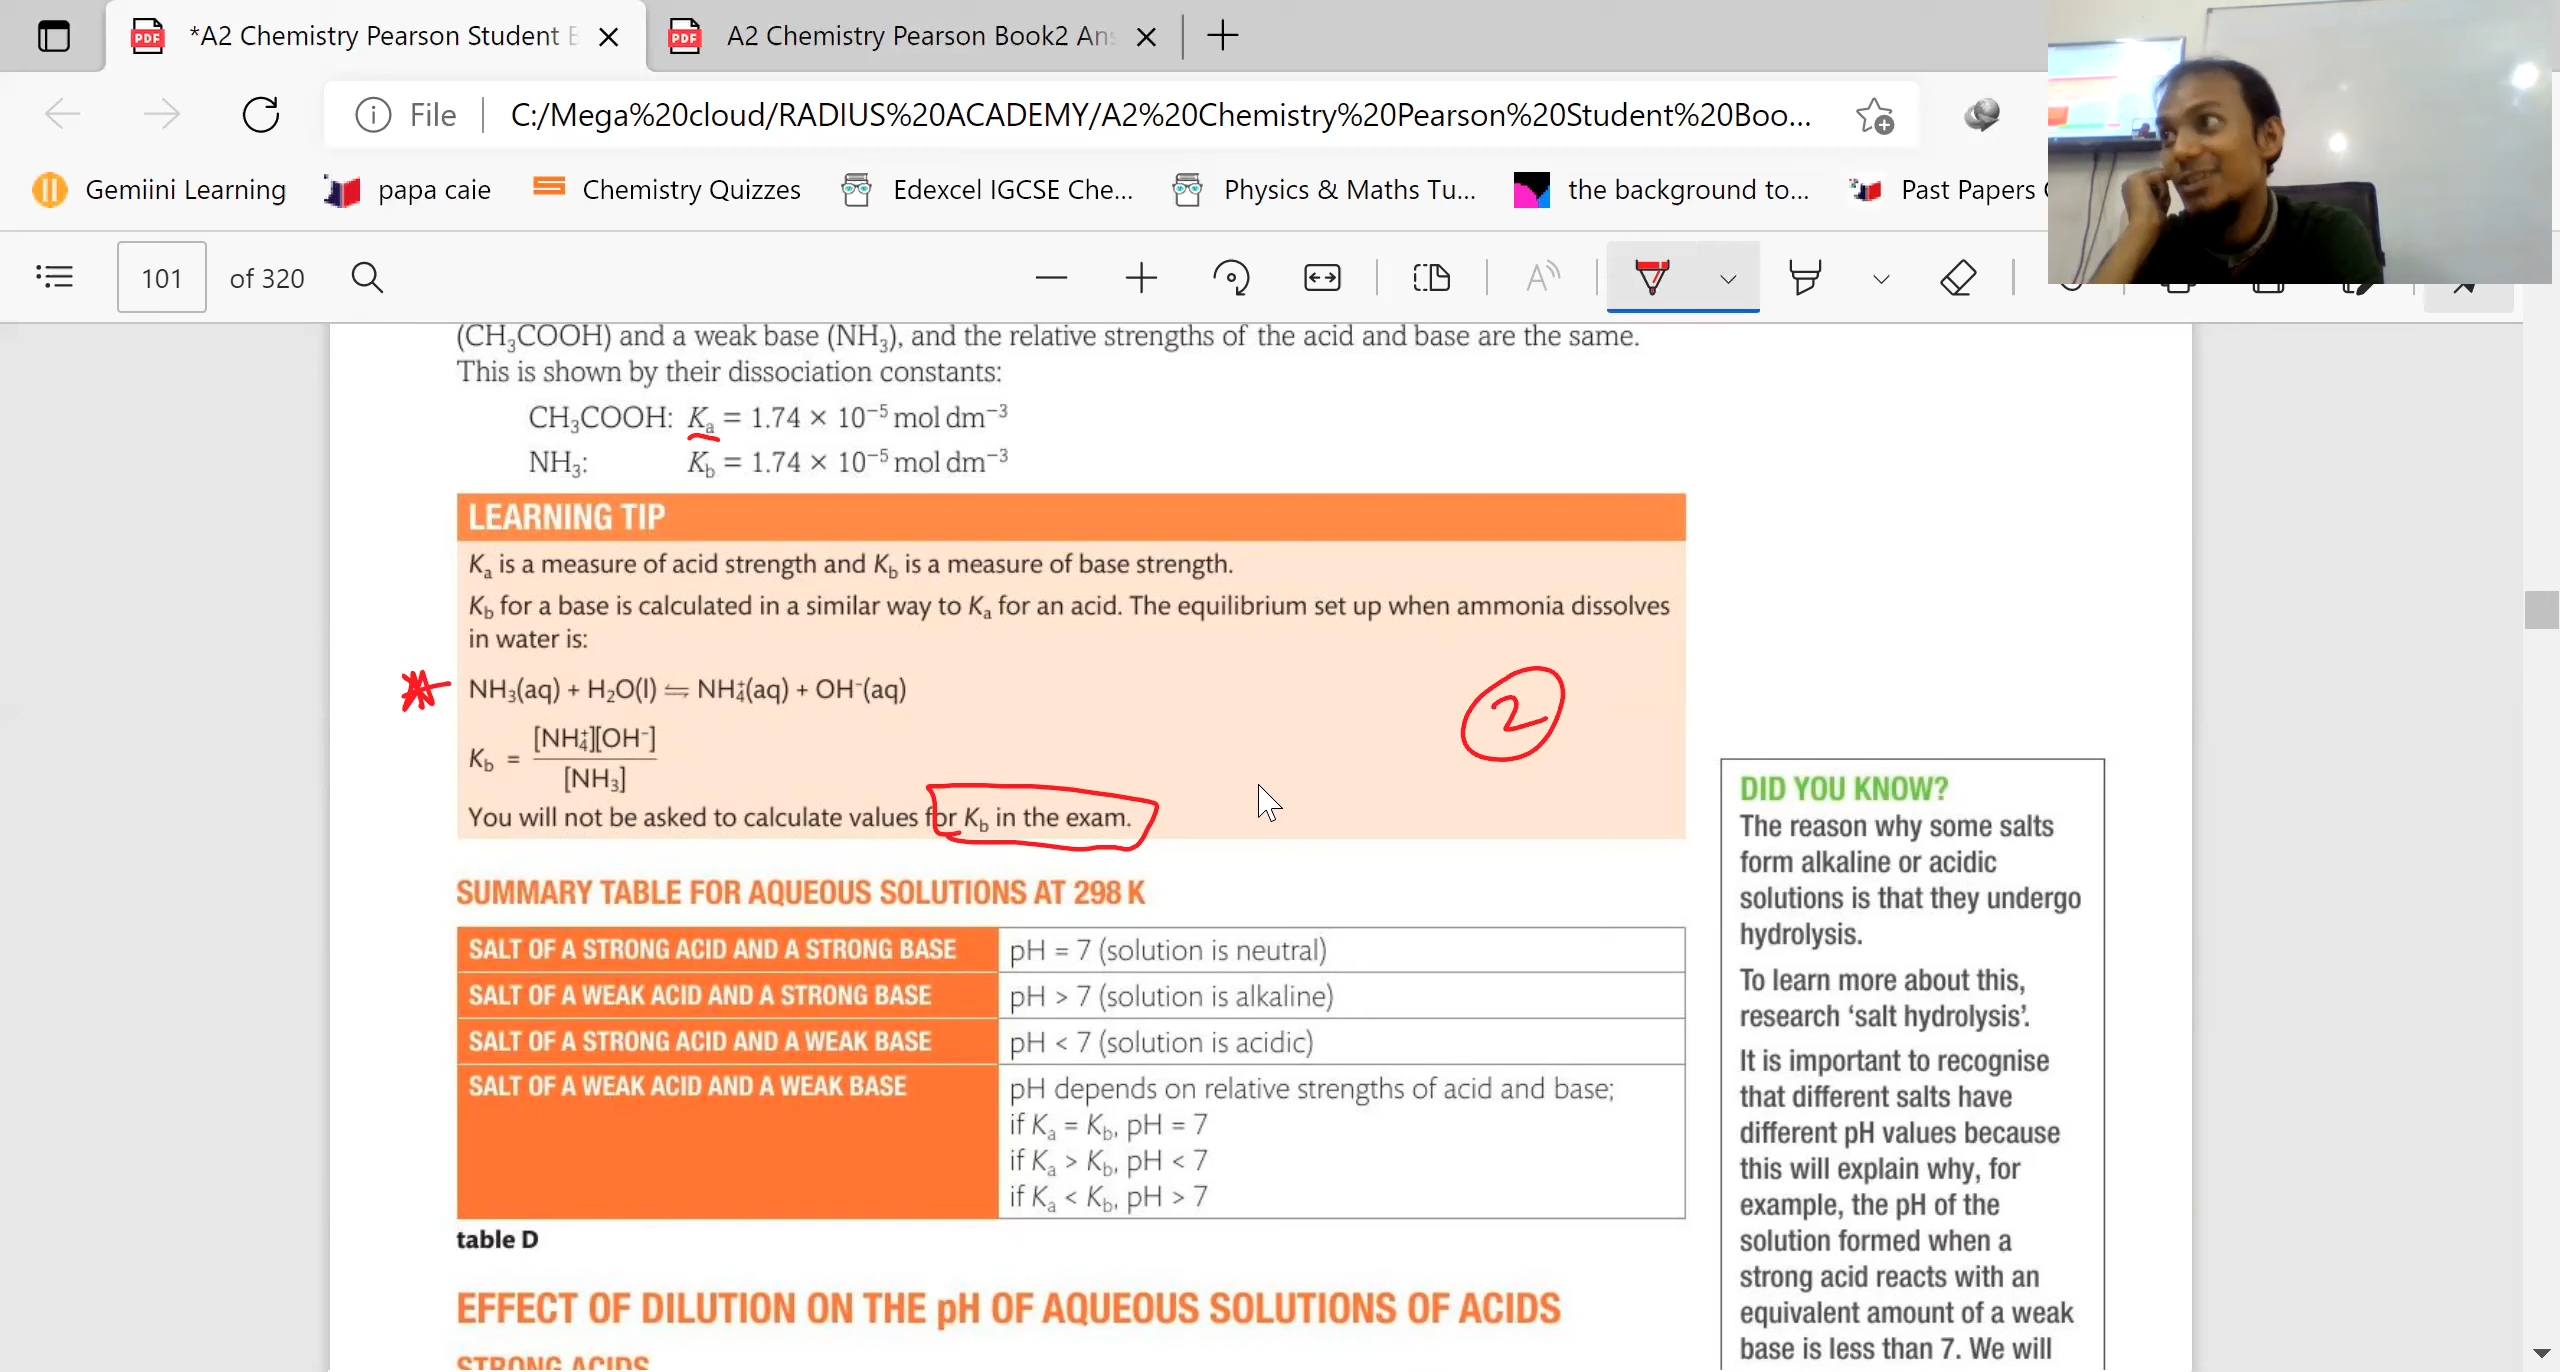 *A2 Chemistry Pearson Student
A2 Chemistry Pearson Book2 Ans
File
C:/Mega%20cloud/RADIUS%20ACADEMY/A2%20Chemistry%20Pearson%20Student%20Boo...
Gemiini Learning
papa caie
Chemistry Quizzes
Edexcel IGCSE Che...
Physics & Maths Tu...
the background to...
Past Papers
101 of 320
(CH₃COOH) and a weak base (NH₃), and the relative strengths of the acid and base are the same.
This is shown by their dissociation constants:
CH₃COOH: Kₐ = 1.74 × 10⁻⁵ mol dm⁻³
NH₃: K_b = 1.74 × 10⁻⁵ mol dm⁻³
LEARNING TIP
Kₐ is a measure of acid strength and K_b is a measure of base strength.
K_b for a base is calculated in a similar way to Kₐ for an acid. The equilibrium set up when ammonia dissolves
in water is:
NH₃(aq) + H₂O(l) ⇌ NH₄⁺(aq) + OH⁻(aq)
2
K_b = [NH₄⁺][OH⁻]
[NH₃]
You will not be asked to calculate values for K_b in the exam.
SUMMARY TABLE FOR AQUEOUS SOLUTIONS AT 298 K
SALT OF A STRONG ACID AND A STRONG BASE pH = 7 (solution is neutral)
SALT OF A WEAK ACID AND A STRONG BASE pH > 7 (solution is alkaline)
SALT OF A STRONG ACID AND A WEAK BASE pH < 7 (solution is acidic)
SALT OF A WEAK ACID AND A WEAK BASE pH depends on relative strengths of acid and base;
if Kₐ = K_b, pH = 7
if Kₐ > K_b, pH < 7
if Kₐ < K_b, pH > 7
table D
EFFECT OF DILUTION ON THE pH OF AQUEOUS SOLUTIONS OF ACIDS
STRONG ACIDS
DID YOU KNOW?
The reason why some salts
form alkaline or acidic
solutions is that they undergo
hydrolysis.
To learn more about this,
research ‘salt hydrolysis’.
It is important to recognise
that different salts have
different pH values because
this will explain why, for
example, the pH of the
solution formed when a
strong acid reacts with an
equivalent amount of a weak
base is less than 7. We will